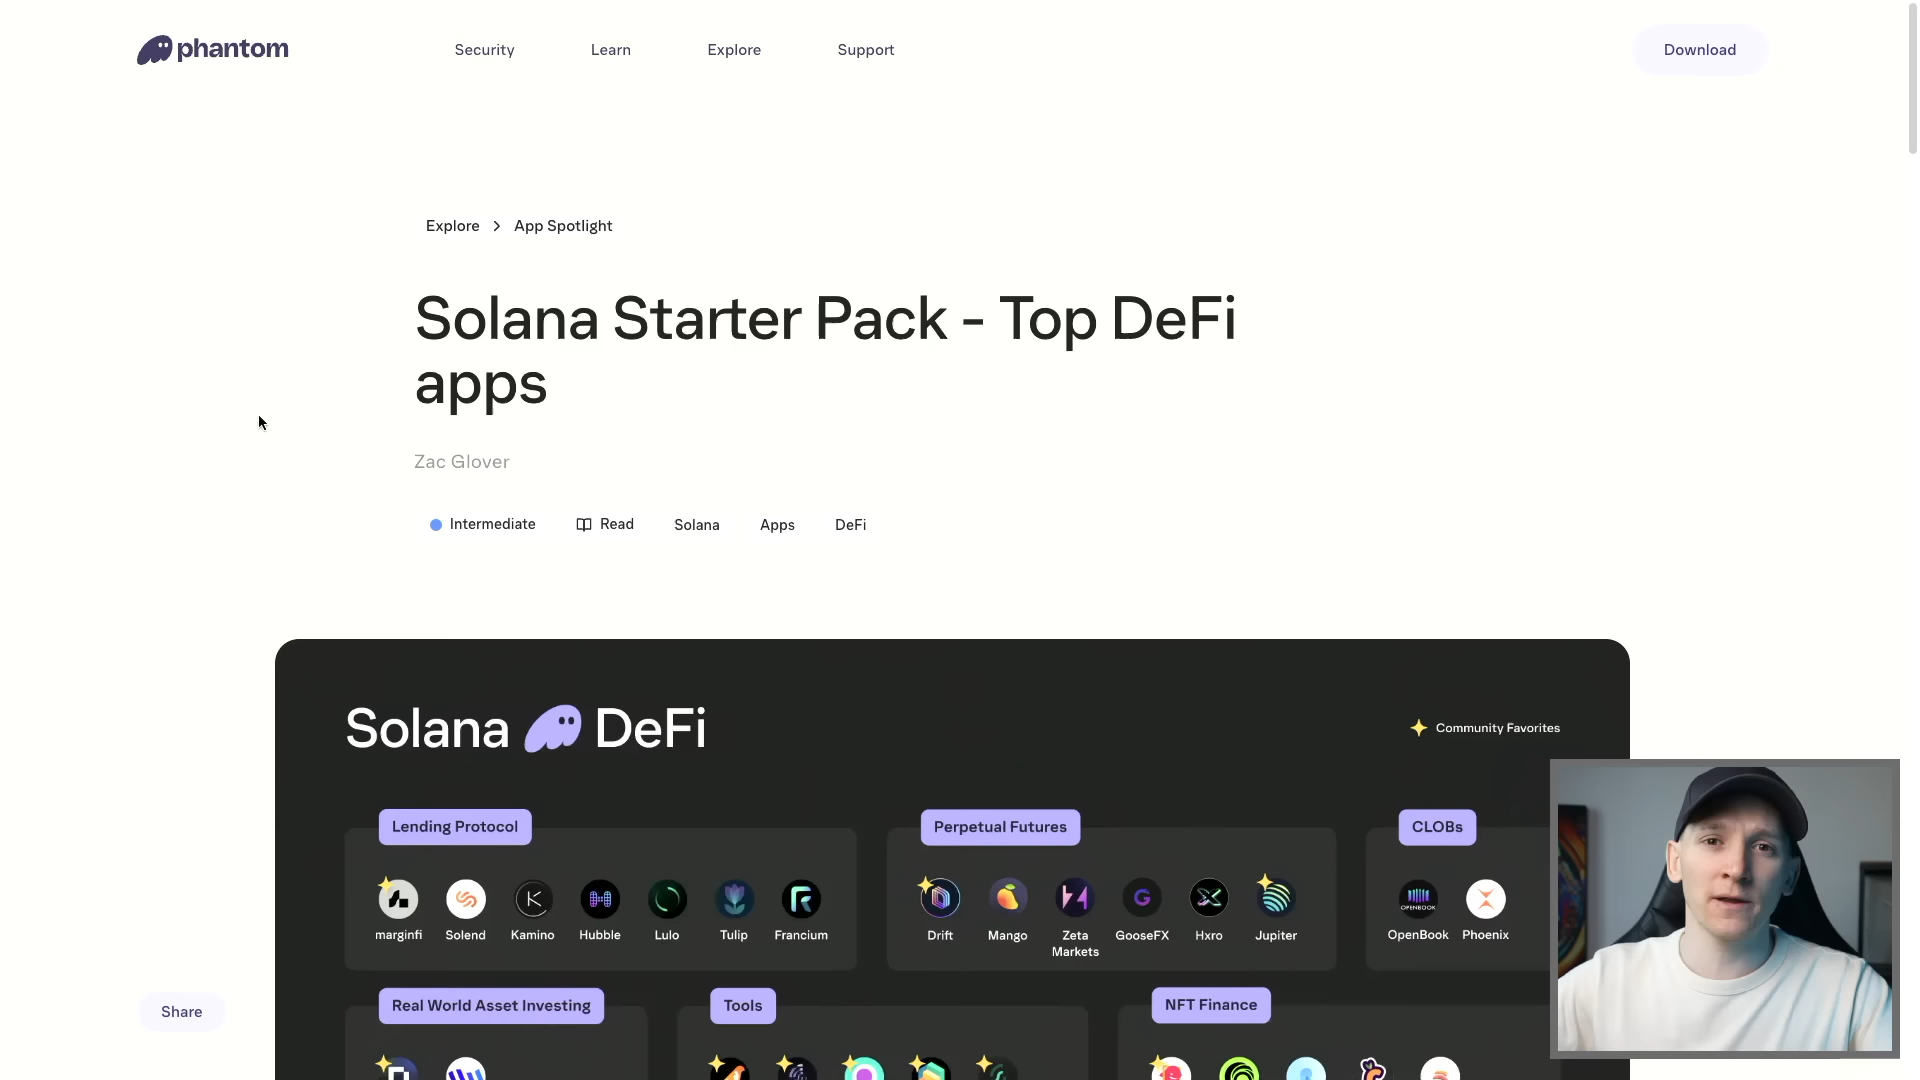 phantom
Security
Learn
Explore
Support
Download
Explore > App Spotlight
Solana Starter Pack - Top DeFi
apps
Zac Glover
Intermediate
Read
Solana
Apps
DeFi
Solana DeFi
Community Favorites
Lending Protocol
marginfi
Solend
Kamino
Hubble
Lulo
Tulip
Francium
Perpetual Futures
Drift
Mango
Zeta
Markets
GooseFX
Hxro
Jupiter
CLOBs
OPENBOOK
OpenBook
Phoenix
Real World Asset Investing
Tools
NFT Finance
Share